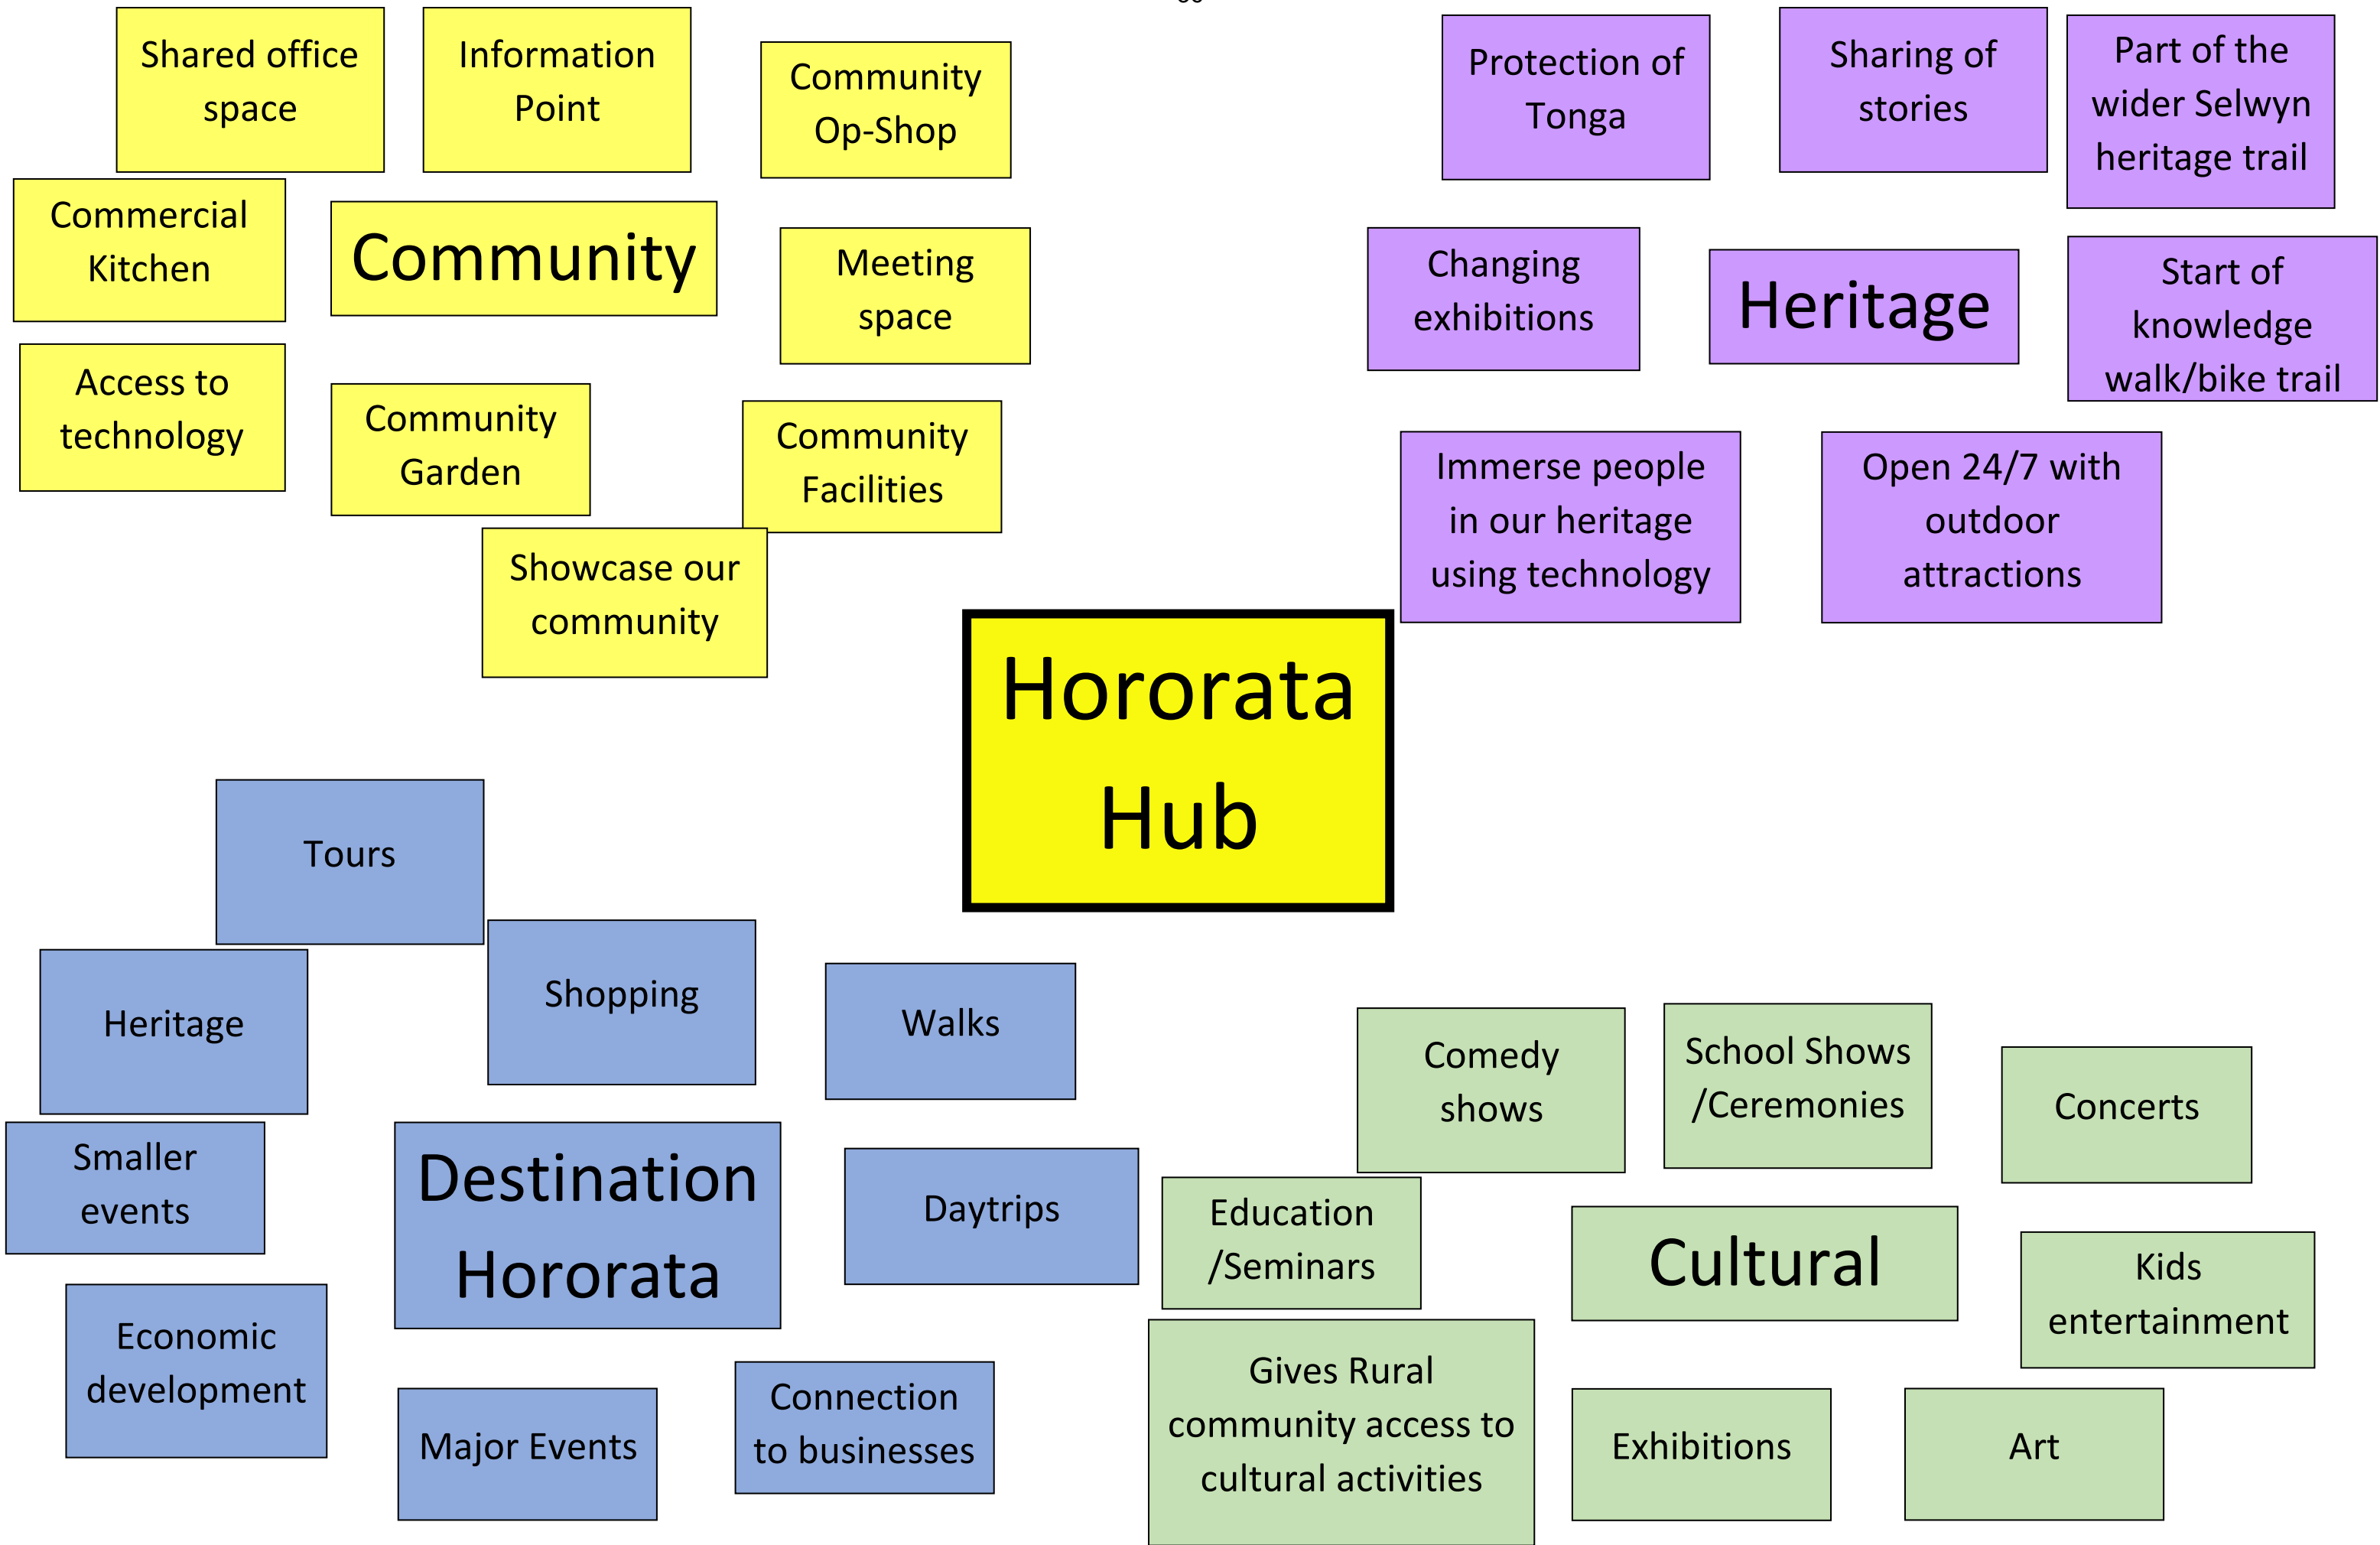 Shared office
space
Information
Point
Community
Op-Shop
Commercial
Kitchen
Community
Meeting
space
Access to
technology
Community
Garden
Community
Facilities
Showcase our
community
Protection of
Tonga
Sharing of
stories
Part of the
wider Selwyn
heritage trail
Changing
exhibitions
Heritage
Start of
knowledge
walk/bike trail
Immerse people
in our heritage
using technology
Open 24/7 with
outdoor
attractions
Hororata
Hub
Tours
Heritage
Shopping
Walks
Smaller
events
Destination
Hororata
Daytrips
Economic
development
Major Events
Connection
to businesses
Comedy
shows
School Shows
/Ceremonies
Concerts
Education
/Seminars
Cultural
Kids
entertainment
Gives Rural
community access to
cultural activities
Exhibitions
Art